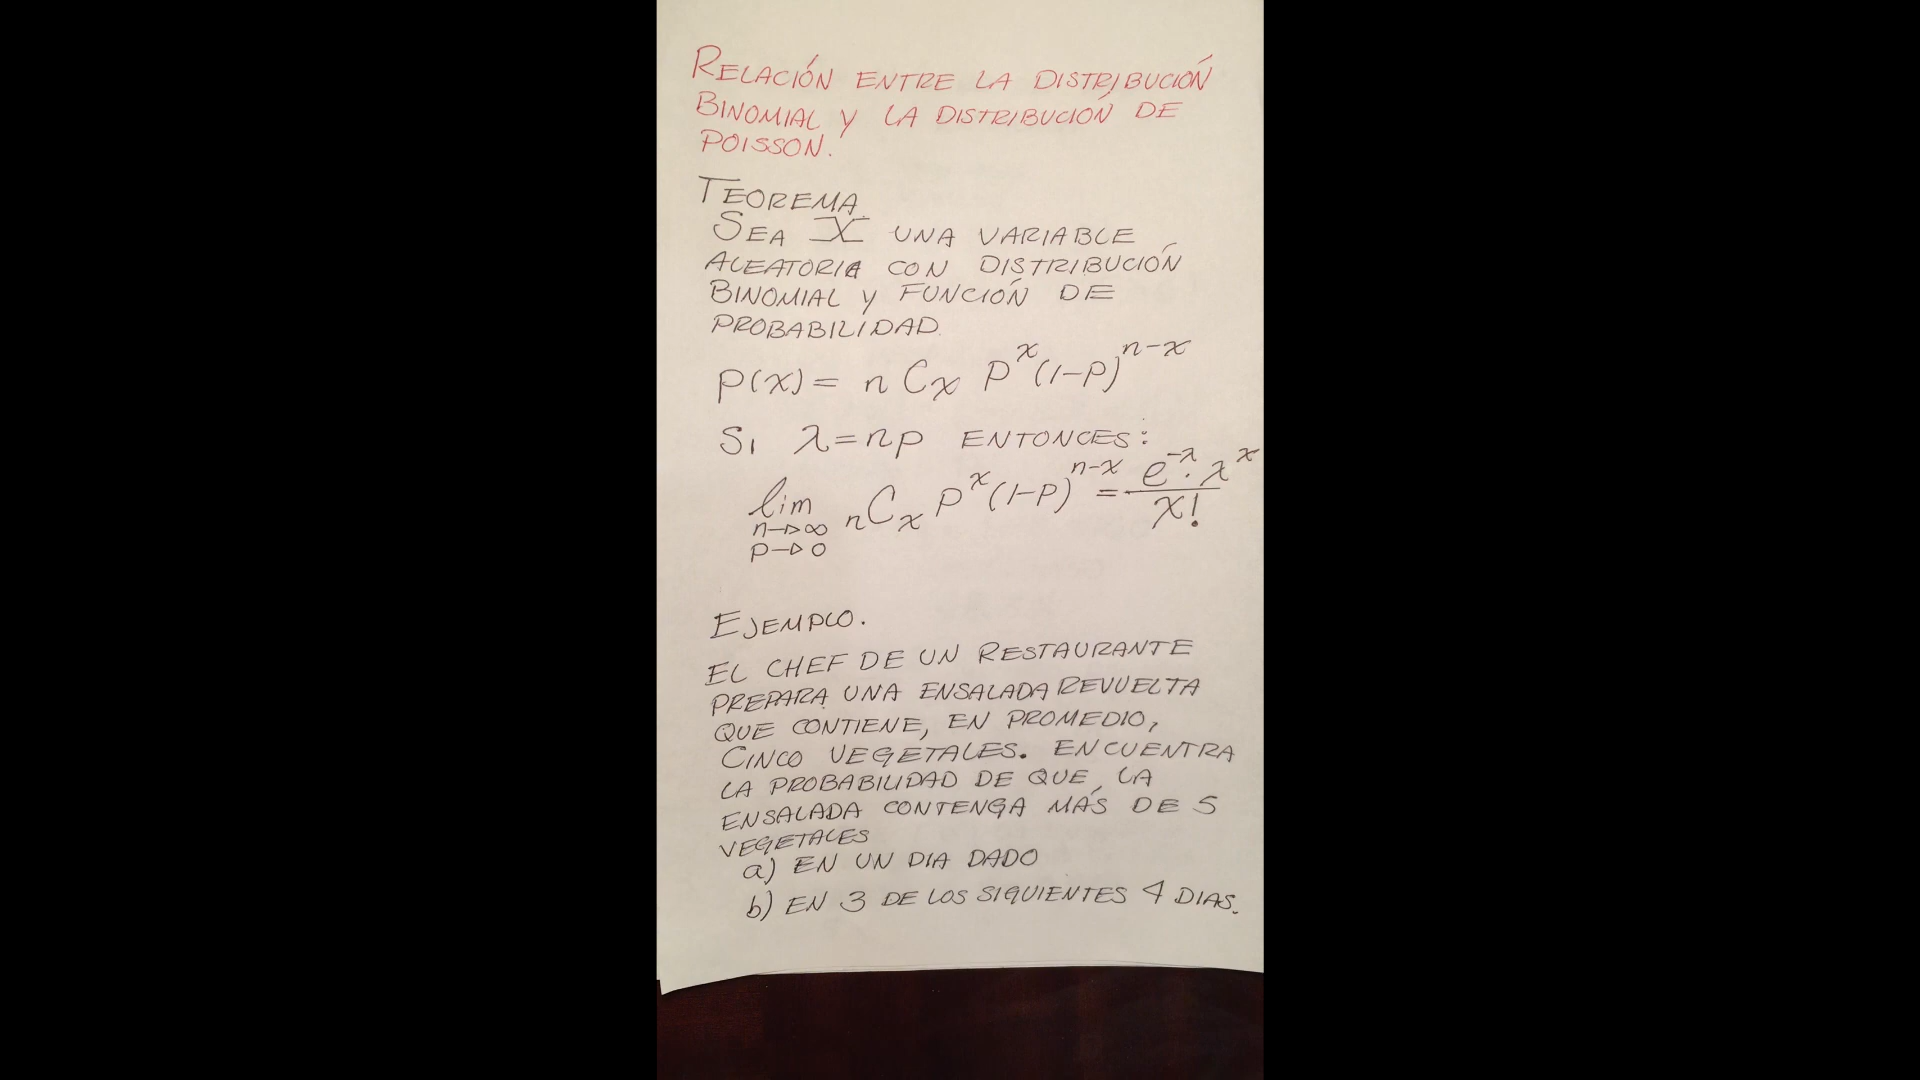 RELACIÓN ENTRE LA DISTRIBUCIÓN
BINOMIAL Y LA DISTRIBUCIÓN DE
POISSON.
TEOREMA
SEA X UNA VARIABLE
ALEATORIA CON DISTRIBUCIÓN
BINOMIAL Y FUNCIÓN DE
PROBABILIDAD.
p(x) = n Cx P^x (1-P)^n-x
SI λ=np ENTONCES:
lim nCx P^x (1-P)^n-x = e^-λ · λ^x / x!
n→∞
p→0
EJEMPLO.
EL CHEF DE UN RESTAURANTE
PREPARA UNA ENSALADA REVUELTA
QUE CONTIENE, EN PROMEDIO,
CINCO VEGETALES. ENCUENTRA
LA PROBABILIDAD DE QUE LA
ENSALADA CONTENGA MÁS DE 5
VEGETALES
a) EN UN DIA DADO
b) EN 3 DE LOS SIGUIENTES 4 DIAS.